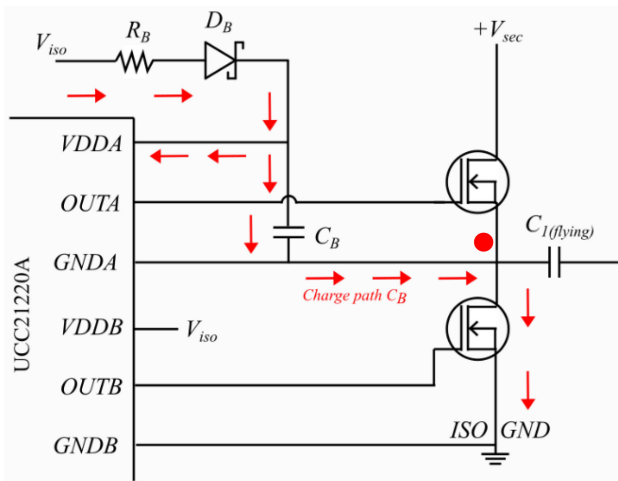 V_iso
R_B
D_B
+V_sec
VDDA
OUTA
C_1(flying)
C_B
GNDA
Charge path C_B
UCC21220A
VDDB
V_iso
OUTB
ISO GND
GNDB